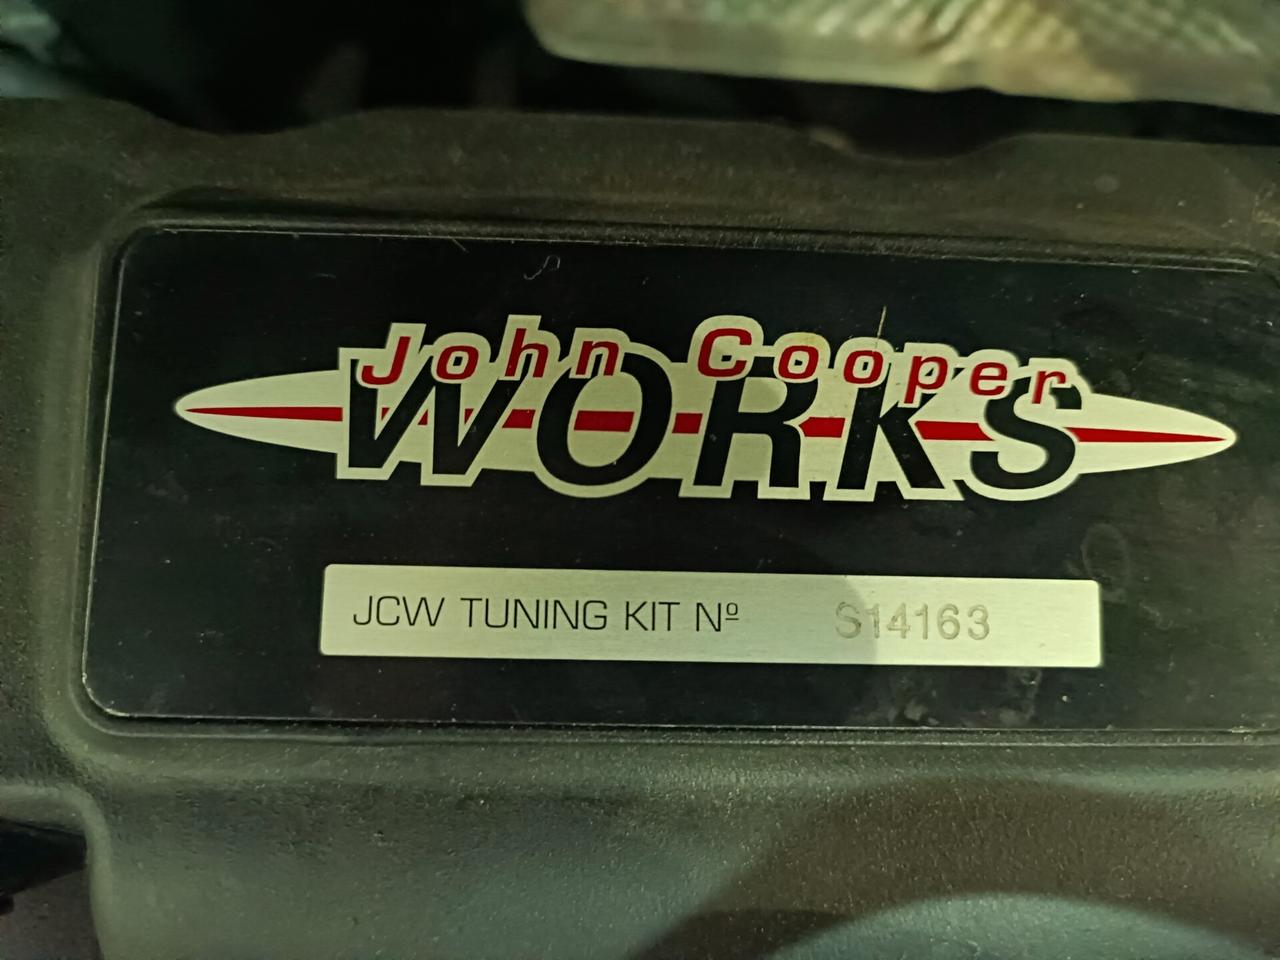 John Cooper
WORKS
JCW TUNING KIT Nº S14163